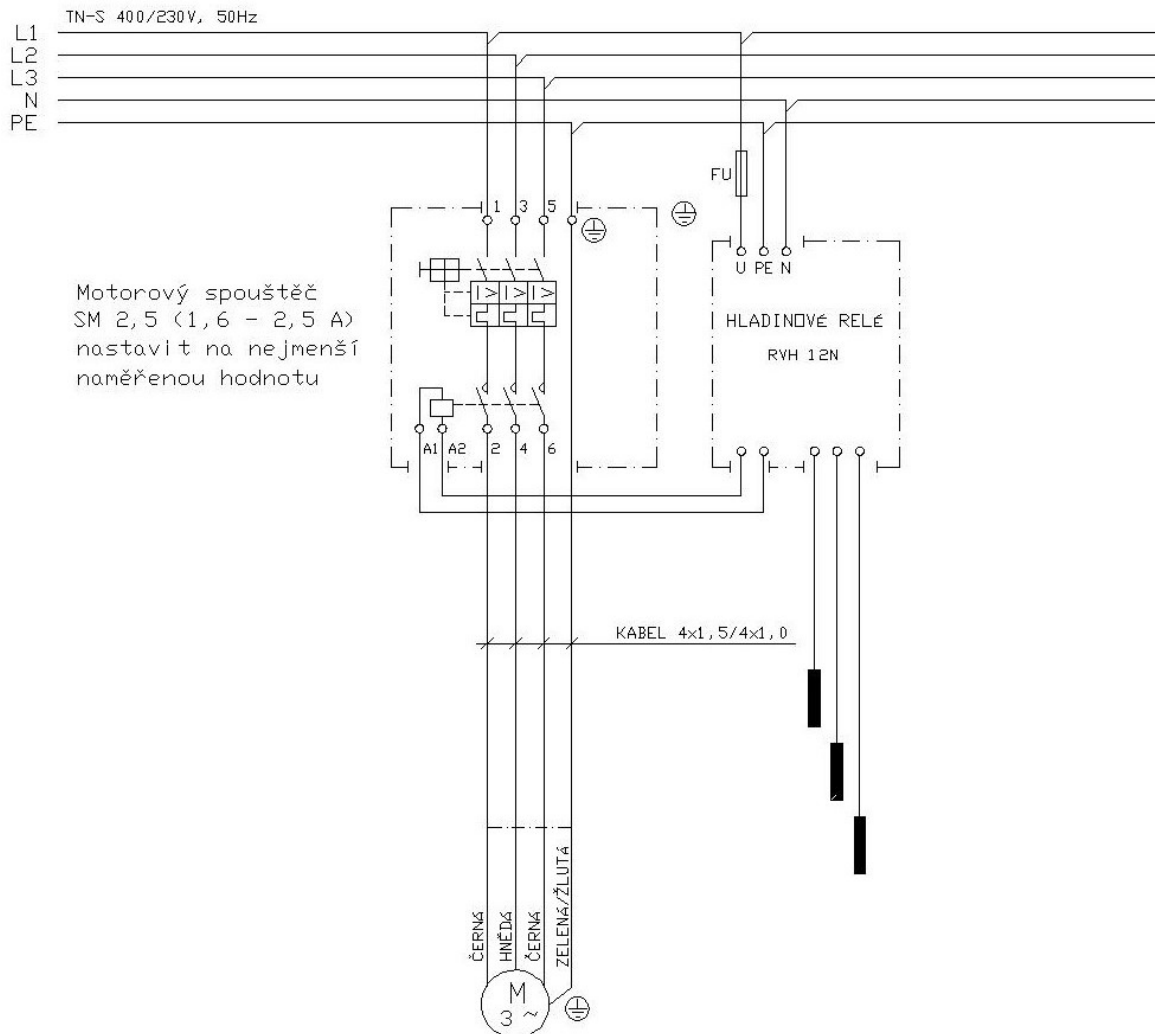 TN-S 400/230V, 50Hz
L1
L2
L3
N
PE
FU
1 3 5
U PE N
Motorový spouštěč
SM 2,5 (1,6 - 2,5 A)
nastavit na nejmenší
naměřenou hodnotu
I> I> I>
HLADINOVÉ RELÉ
RVH 12N
A1 A2 2 4 6
KABEL 4x1,5/4x1,0
ČERNÁ
HNĚDÁ
ČERNÁ
ZELENÁ/ŽLUTÁ
M
3 ~